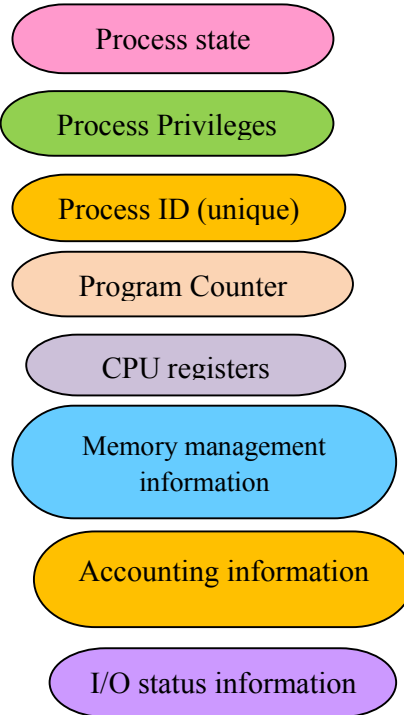 Process state
Process Privileges
Process ID (unique)
Program Counter
CPU registers
Memory management
information
Accounting information
I/O status information